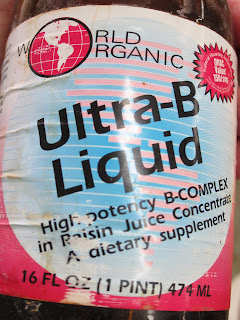 WORLD
ORGANIC
Ultra-B
Liquid
High potency B-COMPLEX
in Raisin Juice Concentrate
A dietary supplement
16 FL OZ (1 PINT) 474 ML